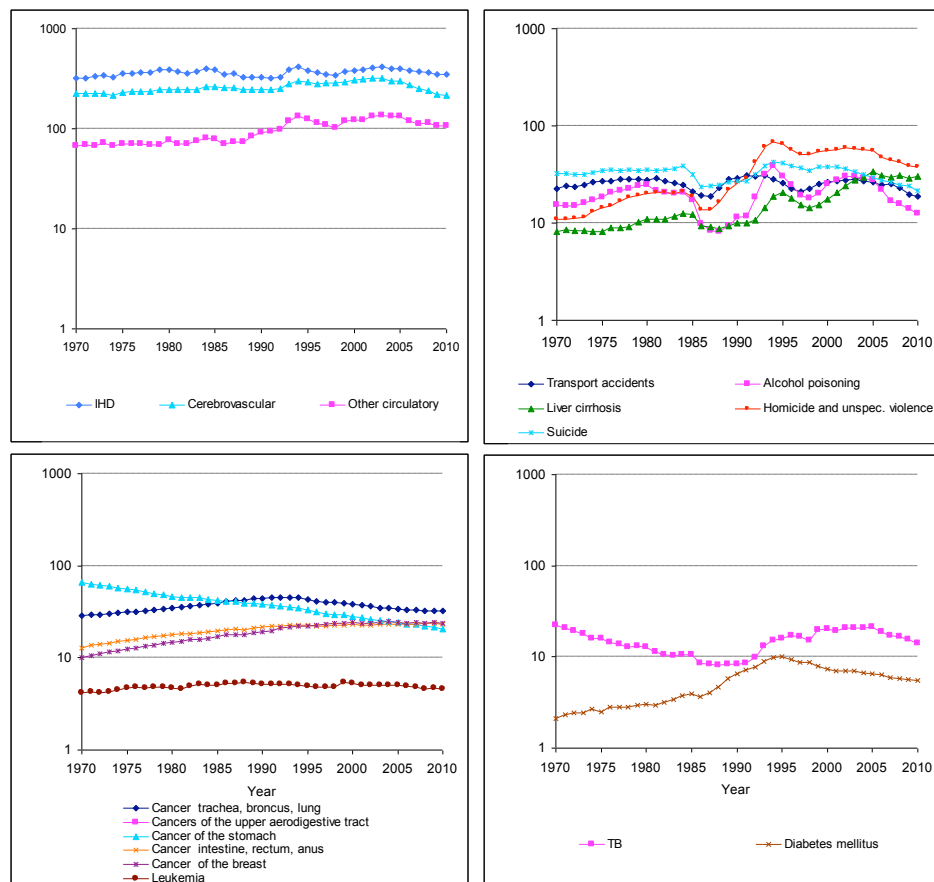 1000
100
10
1
1970 1975 1980 1985 1990 1995 2000 2005 2010
IHD Cerebrovascular Other circulatory
1000
100
10
1
1970 1975 1980 1985 1990 1995 2000 2005 2010
Transport accidents Alcohol poisoning
Liver cirrhosis Homicide and unspec. violence
Suicide
1000
100
10
1
1970 1975 1980 1985 1990 1995 2000 2005 2010
Year
Cancer trachea, broncus, lung
Cancers of the upper aerodigestive tract
Cancer of the stomach
Cancer intestine, rectum, anus
Cancer of the breast
Leukemia
1000
100
10
1
1970 1975 1980 1985 1990 1995 2000 2005 2010
Year
TB Diabetes mellitus